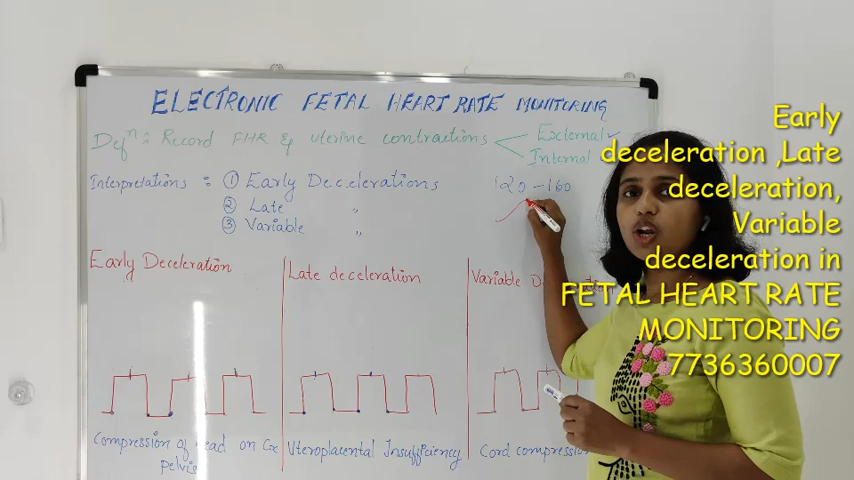 ELECTRONIC FETAL HEART RATE MONITORING
Defⁿ : Record FHR & uterine contractions
External ✓
Internal
Interpretations : ① Early Decelerations
② Late "
③ Variable "
120 - 160
Early Deceleration
Late deceleration
Variable
Compression of head on Cx
pelvis
Uteroplacental Insufficiency
Cord compression
Early
deceleration ,Late
deceleration,
Variable
deceleration in
FETAL HEART RATE
MONITORING
7736360007